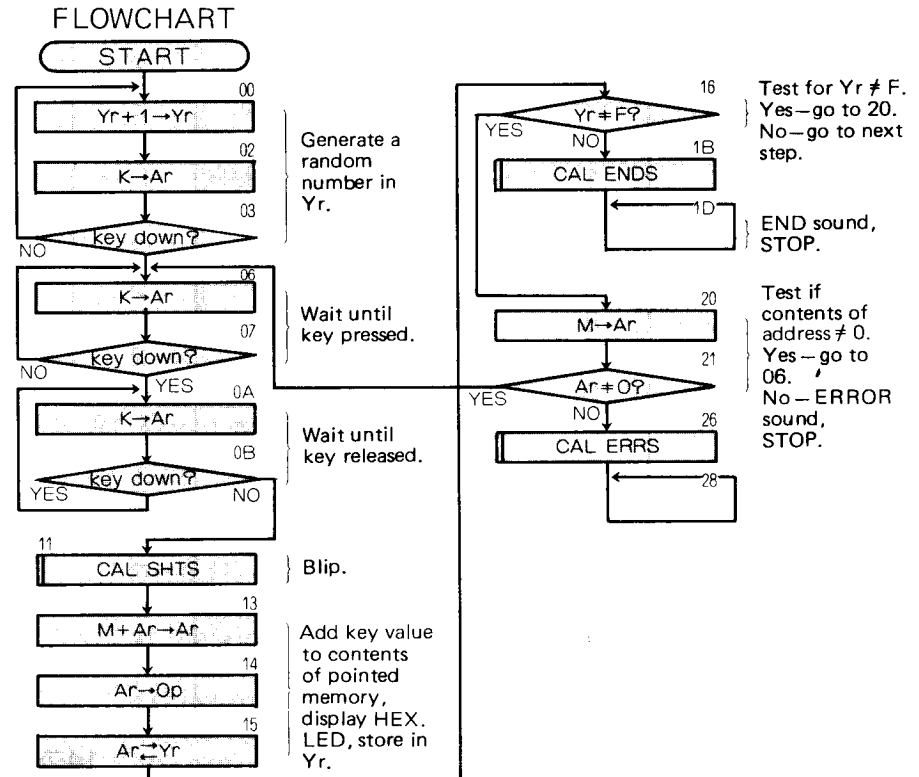 FLOWCHART
START
00
Yr + 1→Yr
02
K→Ar
03
key down?
NO
Generate a
random
number in
Yr.
06
K→Ar
07
key down?
NO
YES
Wait until
key pressed.
0A
K→Ar
0B
key down?
YES
NO
Wait until
key released.
11
CAL SHTS
Blip.
13
M + Ar→Ar
14
Ar→Op
15
Ar⇄Yr
Add key value
to contents
of pointed
memory,
display HEX.
LED, store in
Yr.
16
Yr≠F?
YES
NO
Test for Yr ≠ F.
Yes—go to 20.
No—go to next
step.
1B
CAL ENDS
1D
END sound,
STOP.
20
M→Ar
21
Ar≠0?
YES
NO
Test if
contents of
address ≠ 0.
Yes — go to
06.
No — ERROR
sound,
STOP.
26
CAL ERRS
28